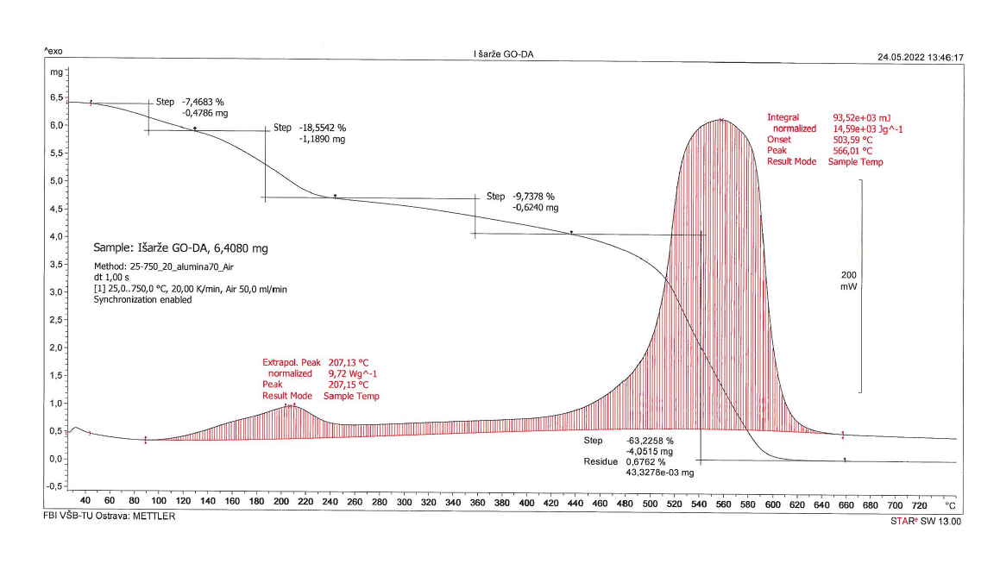 ^exo
I šarže GO-DA
24.05.2022 13:46:17
mg
6,5
6,0
5,5
5,0
4,5
4,0
3,5
3,0
2,5
2,0
1,5
1,0
0,5
0,0
-0,5
Step -7,4683 %
-0,4786 mg
Step -18,5542 %
-1,1890 mg
Step -9,7378 %
-0,6240 mg
Integral 93,52e+03 mJ
normalized 14,59e+03 Jg^-1
Onset 503,59 °C
Peak 566,01 °C
Result Mode Sample Temp
200
mW
Sample: Išarže GO-DA, 6,4080 mg
Method: 25-750_20_alumina70_Air
dt 1,00 s
[1] 25,0..750,0 °C, 20,00 K/min, Air 50,0 ml/min
Synchronization enabled
Extrapol. Peak 207,13 °C
normalized 9,72 Wg^-1
Peak 207,15 °C
Result Mode Sample Temp
Step -63,2258 %
-4,0515 mg
Residue 0,6762 %
43,3278e-03 mg
40 60 80 100 120 140 160 180 200 220 240 260 280 300 320 340 360 380 400 420 440 460 480 500 520 540 560 580 600 620 640 660 680 700 720 °C
FBI VŠB-TU Ostrava: METTLER
STARe SW 13.00